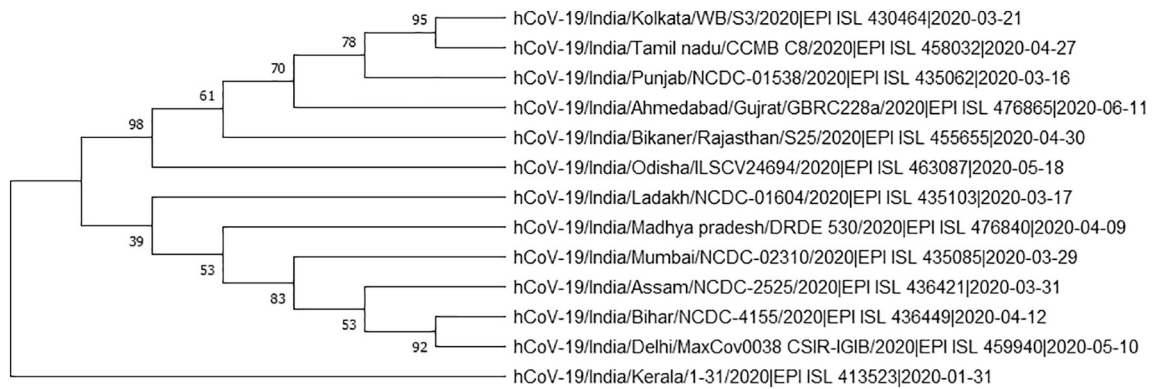 95 hCoV-19/India/Kolkata/WB/S3/2020|EPI ISL 430464|2020-03-21
78 hCoV-19/India/Tamil nadu/CCMB C8/2020|EPI ISL 458032|2020-04-27
70 hCoV-19/India/Punjab/NCDC-01538/2020|EPI ISL 435062|2020-03-16
61 hCoV-19/India/Ahmedabad/Gujrat/GBRC228a/2020|EPI ISL 476865|2020-06-11
98 hCoV-19/India/Bikaner/Rajasthan/S25/2020|EPI ISL 455655|2020-04-30
hCoV-19/India/Odisha/ILSCV24694/2020|EPI ISL 463087|2020-05-18
hCoV-19/India/Ladakh/NCDC-01604/2020|EPI ISL 435103|2020-03-17
39 hCoV-19/India/Madhya pradesh/DRDE 530/2020|EPI ISL 476840|2020-04-09
53 hCoV-19/India/Mumbai/NCDC-02310/2020|EPI ISL 435085|2020-03-29
83 hCoV-19/India/Assam/NCDC-2525/2020|EPI ISL 436421|2020-03-31
53 hCoV-19/India/Bihar/NCDC-4155/2020|EPI ISL 436449|2020-04-12
92 hCoV-19/India/Delhi/MaxCov0038 CSIR-IGIB/2020|EPI ISL 459940|2020-05-10
hCoV-19/India/Kerala/1-31/2020|EPI ISL 413523|2020-01-31